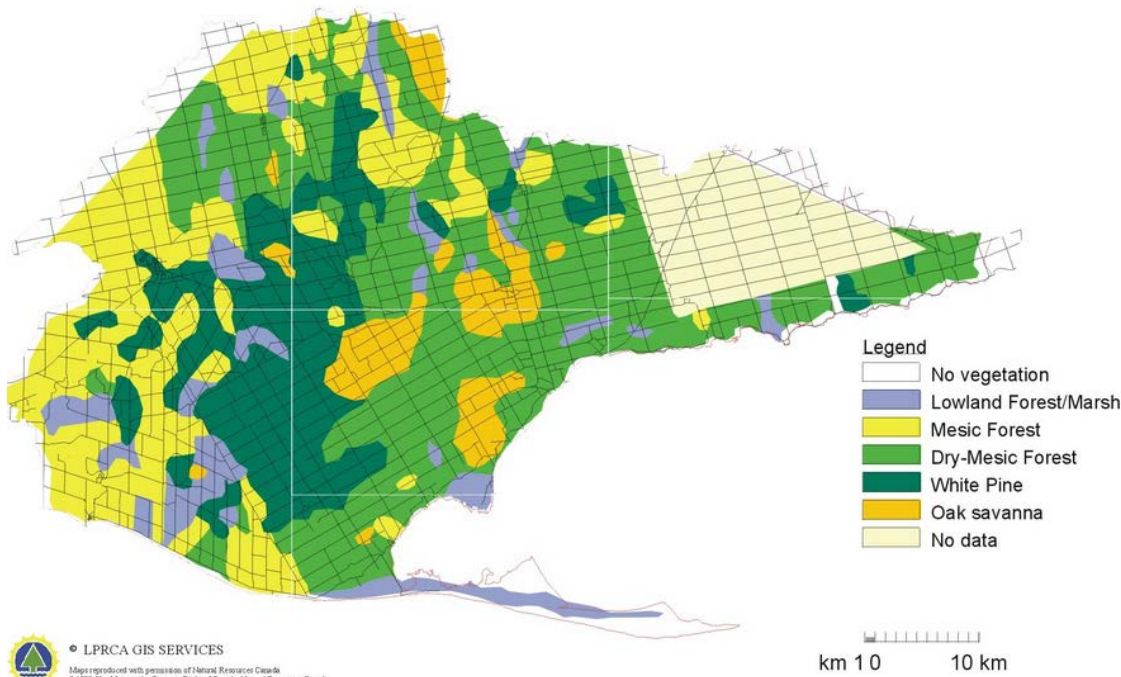 Legend
No vegetation
Lowland Forest/Marsh
Mesic Forest
Dry-Mesic Forest
White Pine
Oak savanna
No data
© LPRCA GIS SERVICES
Maps reproduced with permission of Natural Resources Canada
km 1 0 10 km